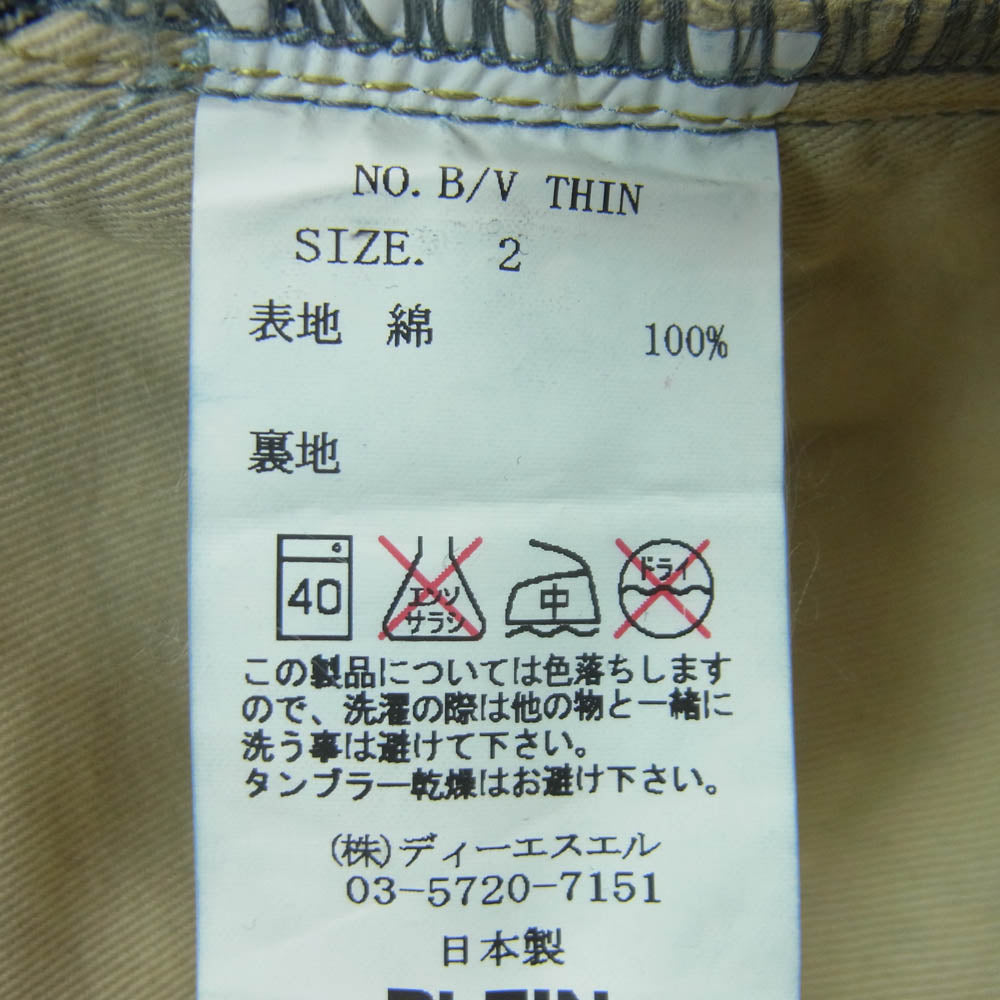 NO. B/V THIN
SIZE. 2
表地 綿 100%
裏地
40 エンソサラシ 中 ドライ
この製品については色落ちします
ので、洗濯の際は他の物と一緒に
洗う事は避けて下さい。
タンブラー乾燥はお避け下さい。
(株)ディーエスエル
03-5720-7151
日本製
PLEIN